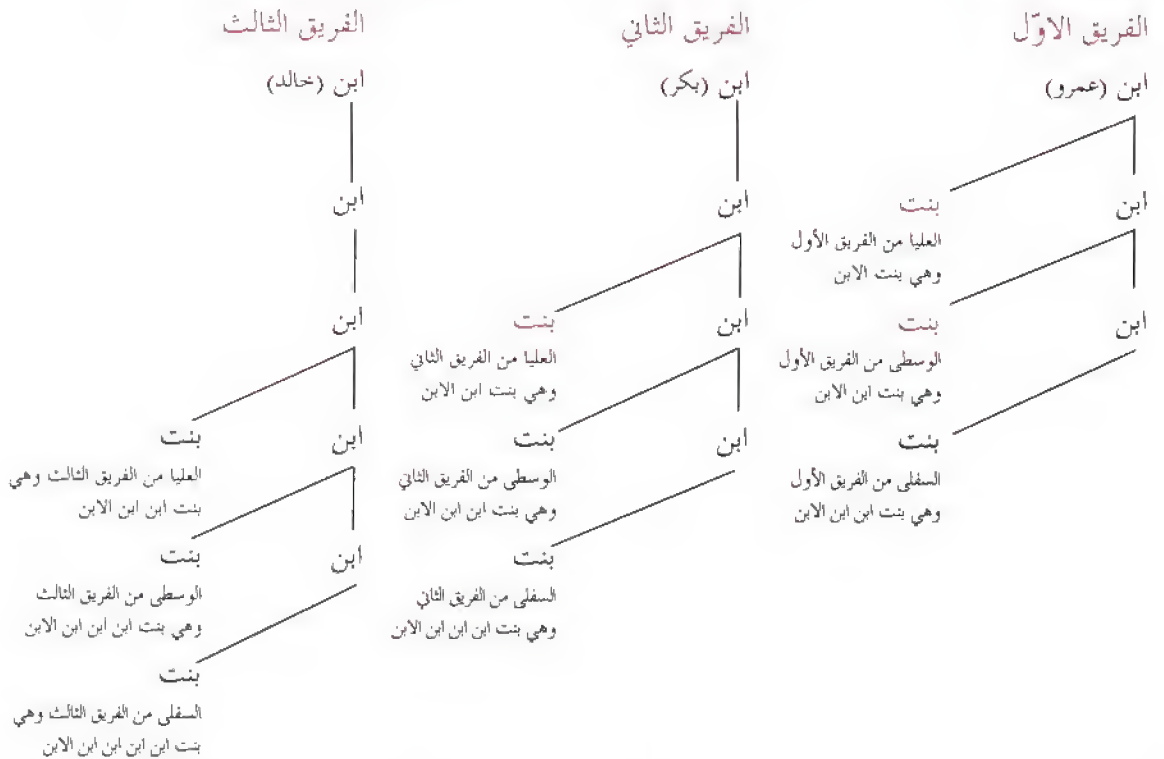 الفريق الاوّل
ابن (عمرو)
ابن
بنت
العليا من الفريق الأول
وهي بنت الابن
ابن
بنت
الوسطى من الفريق الأول
وهي بنت ابن الابن
بنت
السفلى من الفريق الأول
وهي بنت ابن ابن الابن
الفريق الثاني
ابن (بكر)
ابن
ابن
بنت
العليا من الفريق الثاني
وهي بنت ابن الابن
ابن
بنت
الوسطى من الفريق الثاني
وهي بنت ابن ابن الابن
بنت
السفلى من الفريق الثاني
وهي بنت ابن ابن ابن الابن
الفريق الثالث
ابن (خالد)
ابن
ابن
ابن
بنت
العليا من الفريق الثالث وهي
بنت ابن ابن الابن
ابن
بنت
الوسطى من الفريق الثالث
وهي بنت ابن ابن ابن الابن
بنت
السفلى من الفريق الثالث وهي
بنت ابن ابن ابن ابن الابن